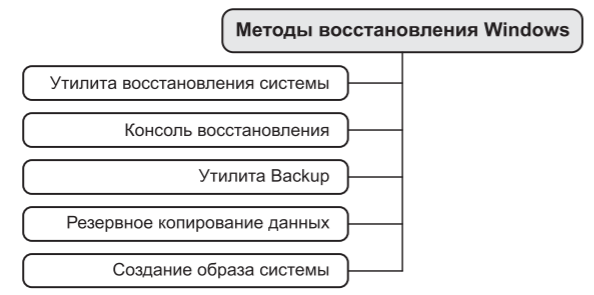 Методы восстановления Windows
Утилита восстановления системы
Консоль восстановления
Утилита Backup
Резервное копирование данных
Создание образа системы